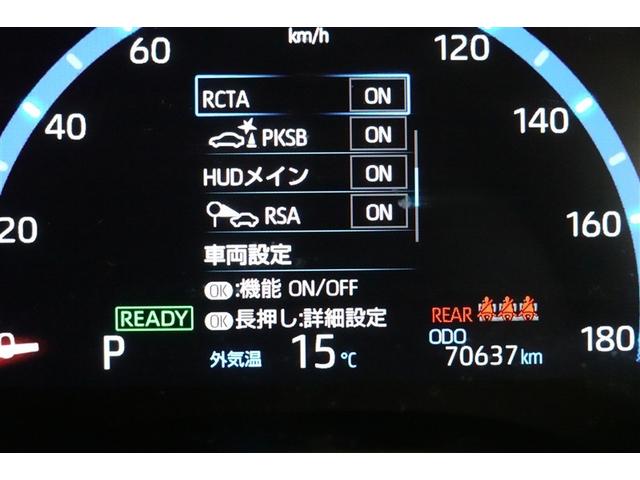 km/h
60
120
RCTA ON
40
140
PKSB ON
HUDメイン ON
RSA ON
20
160
車両設定
OK:機能 ON/OFF
READY
OK長押し:詳細設定
REAR
ODO
180
P
外気温 15℃
70637km